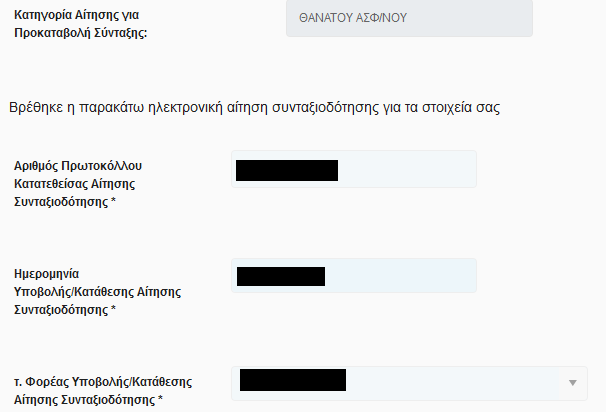 Κατηγορία Αίτησης για
Προκαταβολή Σύνταξης:
ΘΑΝΑΤΟΥ ΑΣΦ/ΝΟΥ
Βρέθηκε η παρακάτω ηλεκτρονική αίτηση συνταξιοδότησης για τα στοιχεία σας
Αριθμός Πρωτοκόλλου
Κατατεθείσας Αίτησης
Συνταξιοδότησης *
Ημερομηνία
Υποβολής/Κατάθεσης Αίτησης
Συνταξιοδότησης *
τ. Φορέας Υποβολής/Κατάθεσης
Αίτησης Συνταξιοδότησης *